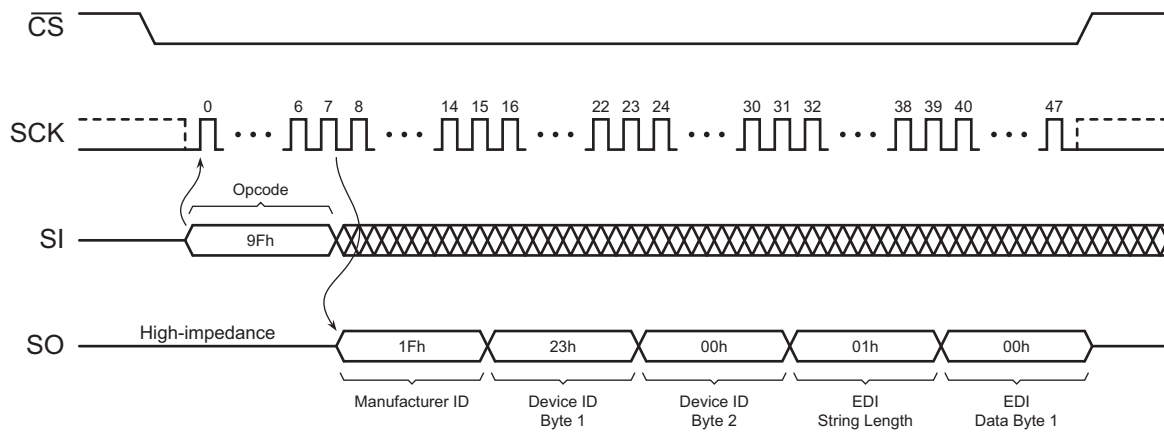 CS
0 6 7 8 14 15 16 22 23 24 30 31 32 38 39 40 47
SCK
Opcode
SI 9Fh
High-impedance
SO 1Fh 23h 00h 01h 00h
Manufacturer ID Device ID Device ID EDI EDI
Byte 1 Byte 2 String Length Data Byte 1